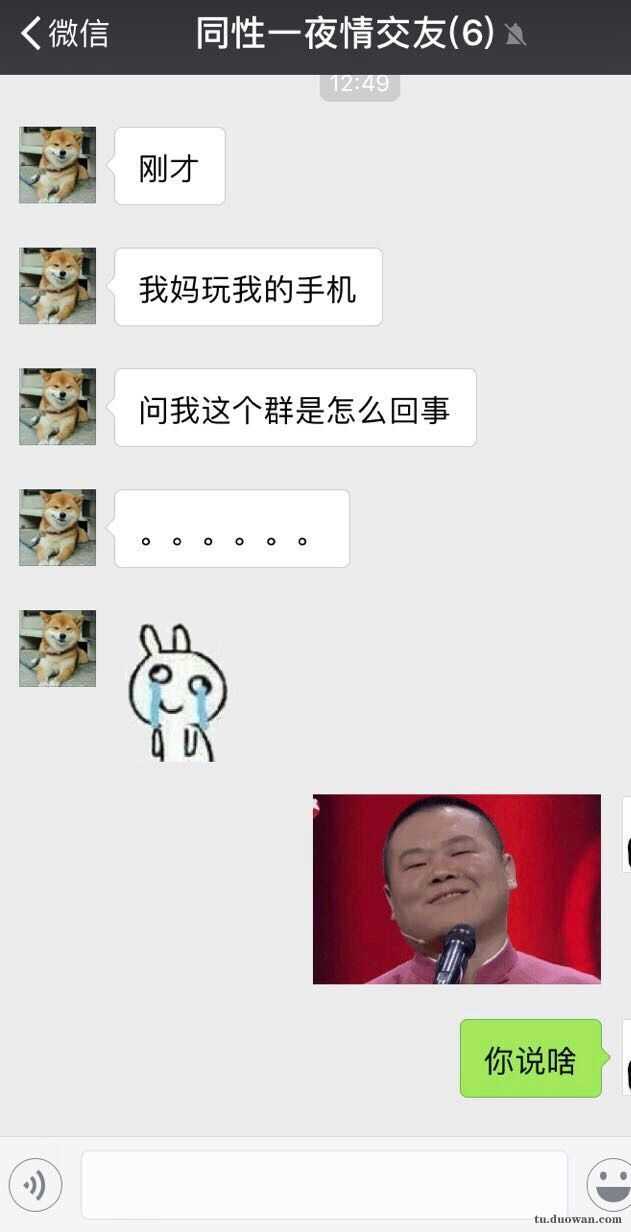 微信
同性一夜情交友(6)
12:49
刚才
我妈玩我的手机
问我这个群是怎么回事
。。。。。。
你说啥
tu.duowan.com